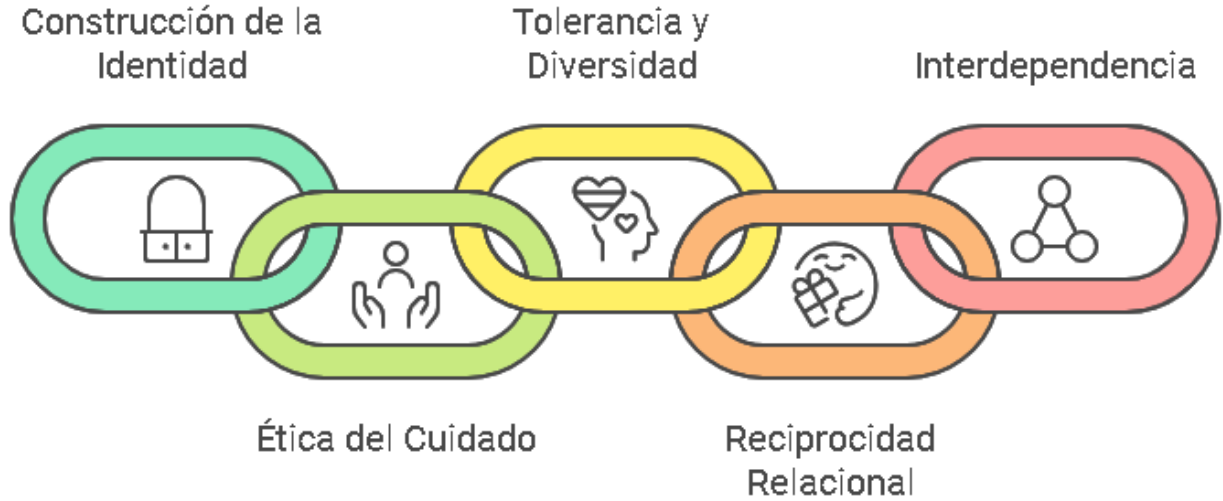 Construcción de la
Identidad
Tolerancia y
Diversidad
Interdependencia
Ética del Cuidado
Reciprocidad
Relacional